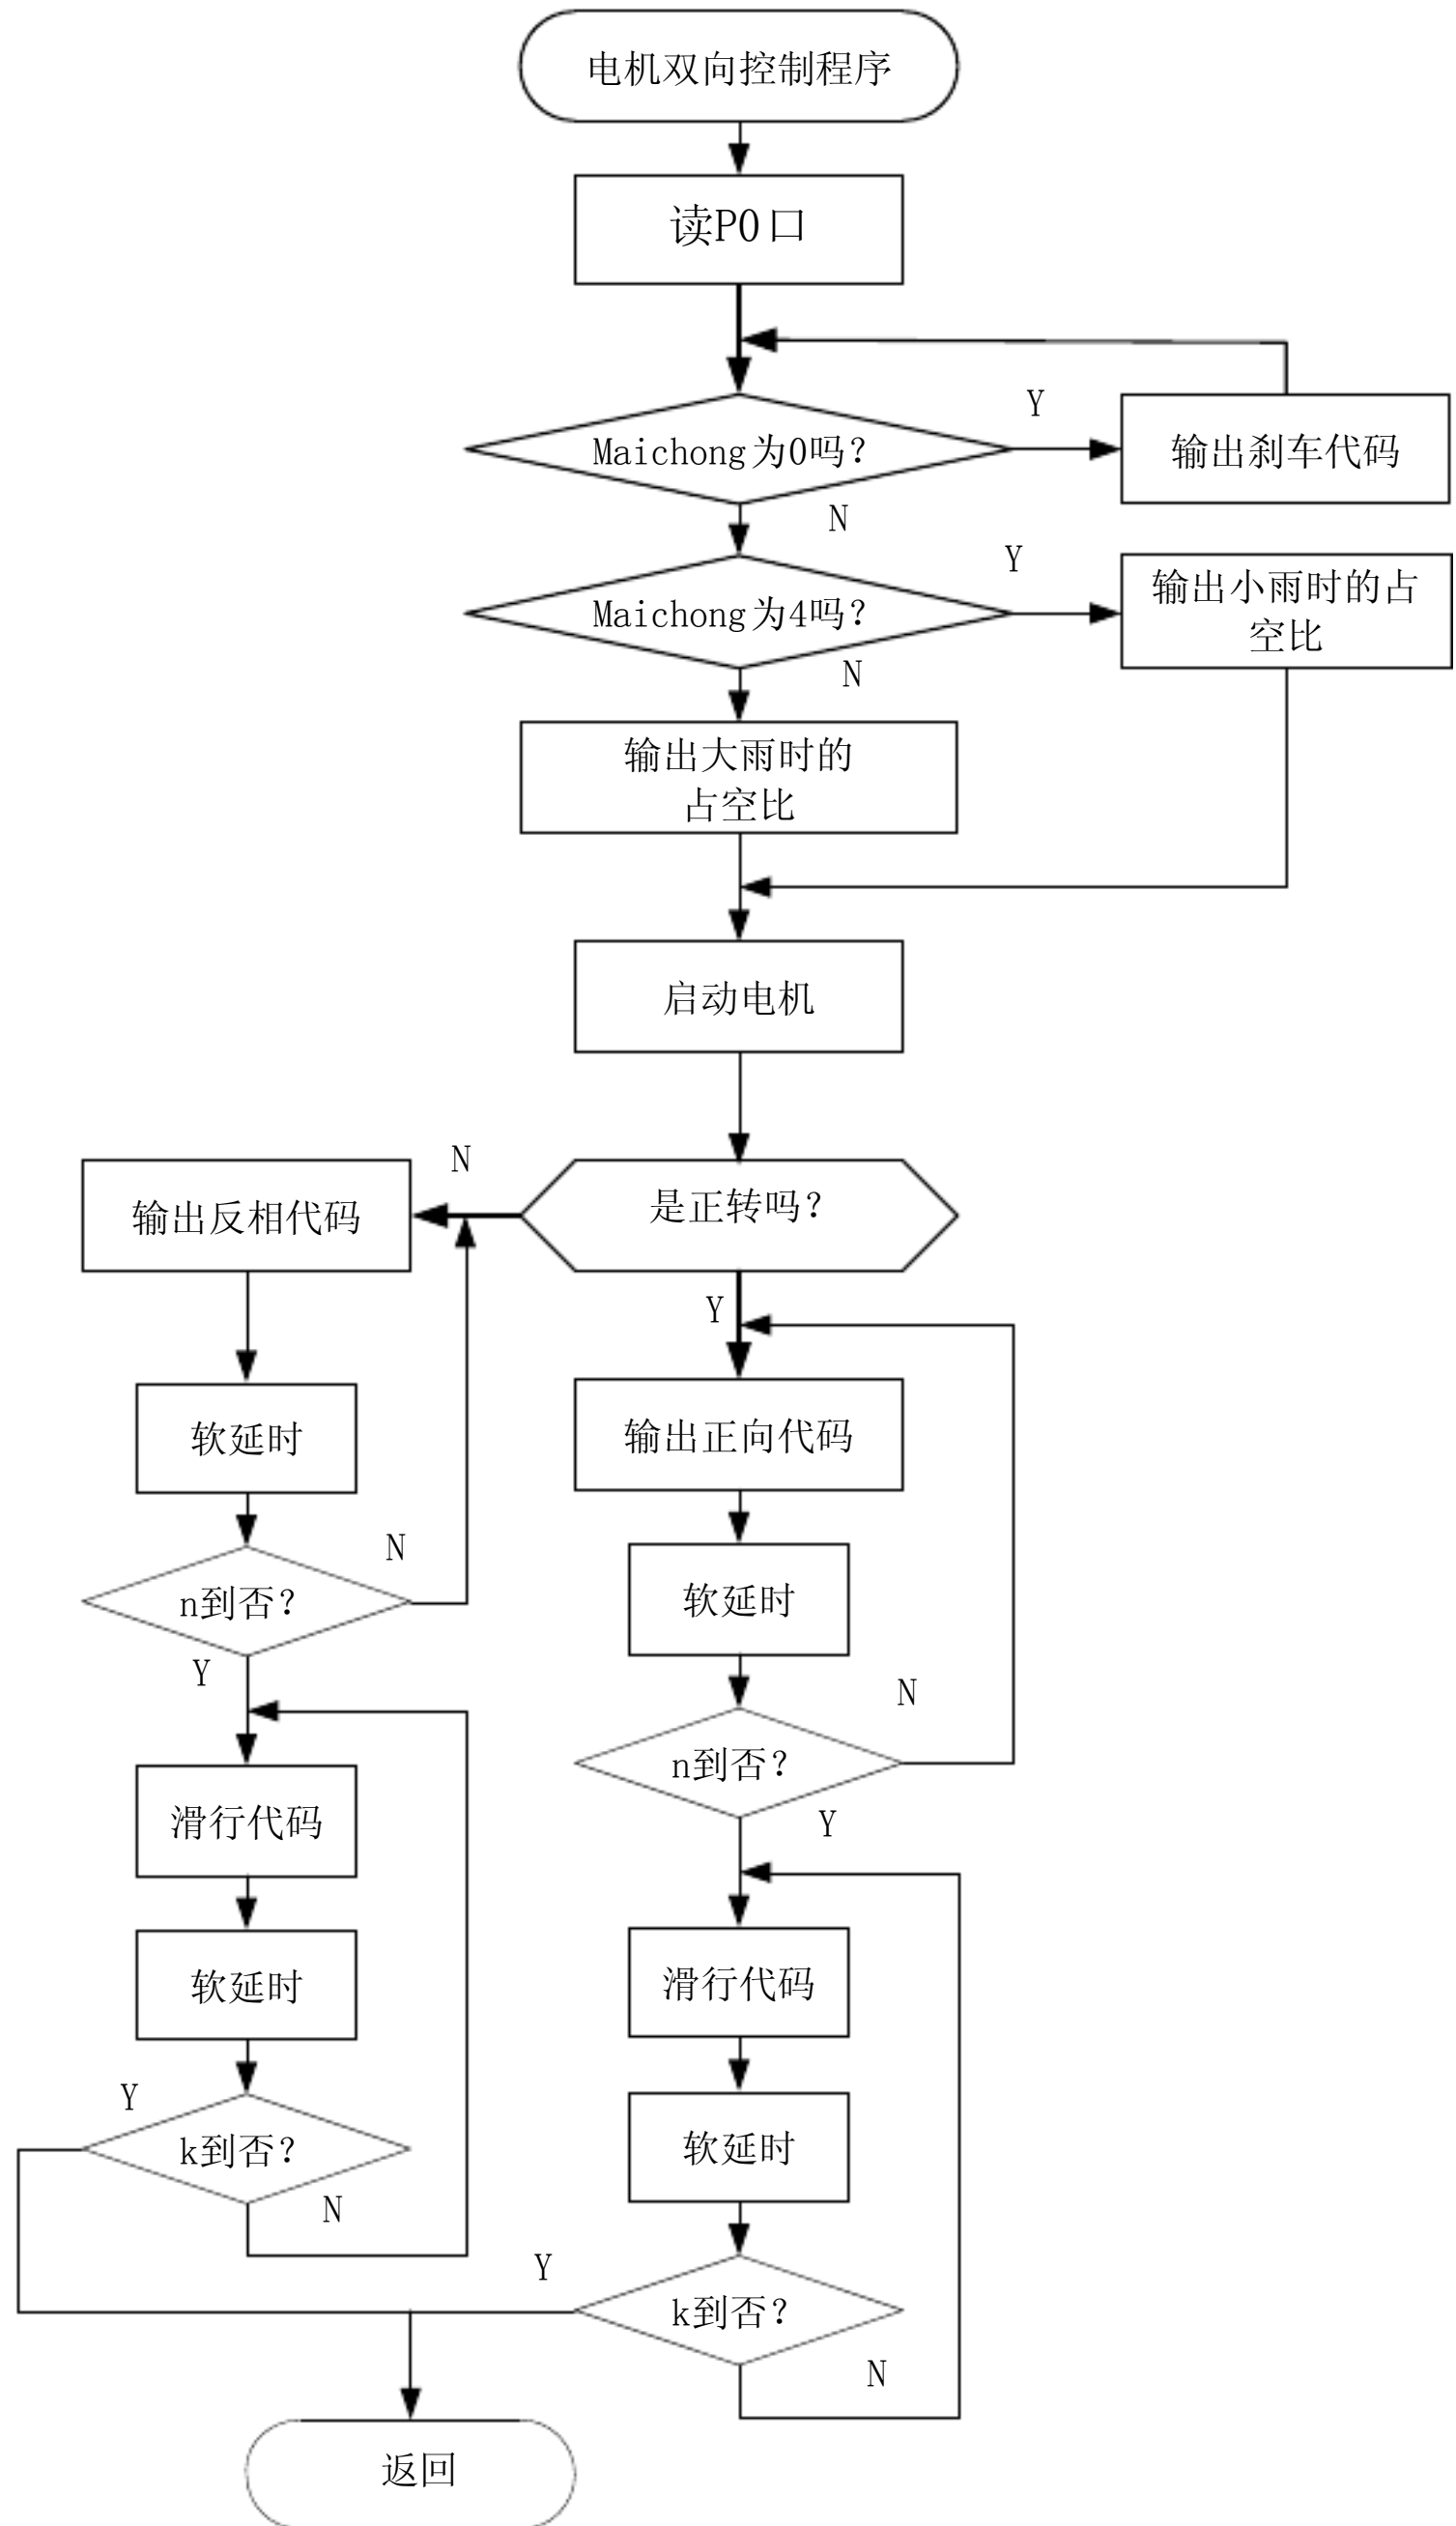 电机双向控制程序
读P0口
Maichong为0吗？
Y
输出刹车代码
N
Maichong为4吗？
Y
输出小雨时的占
空比
N
输出大雨时的
占空比
启动电机
是正转吗？
N
输出反相代码
Y
软延时
输出正向代码
n到否？
N
软延时
Y
n到否？
N
滑行代码
Y
软延时
滑行代码
k到否？
Y
N
软延时
k到否？
Y
N
返回